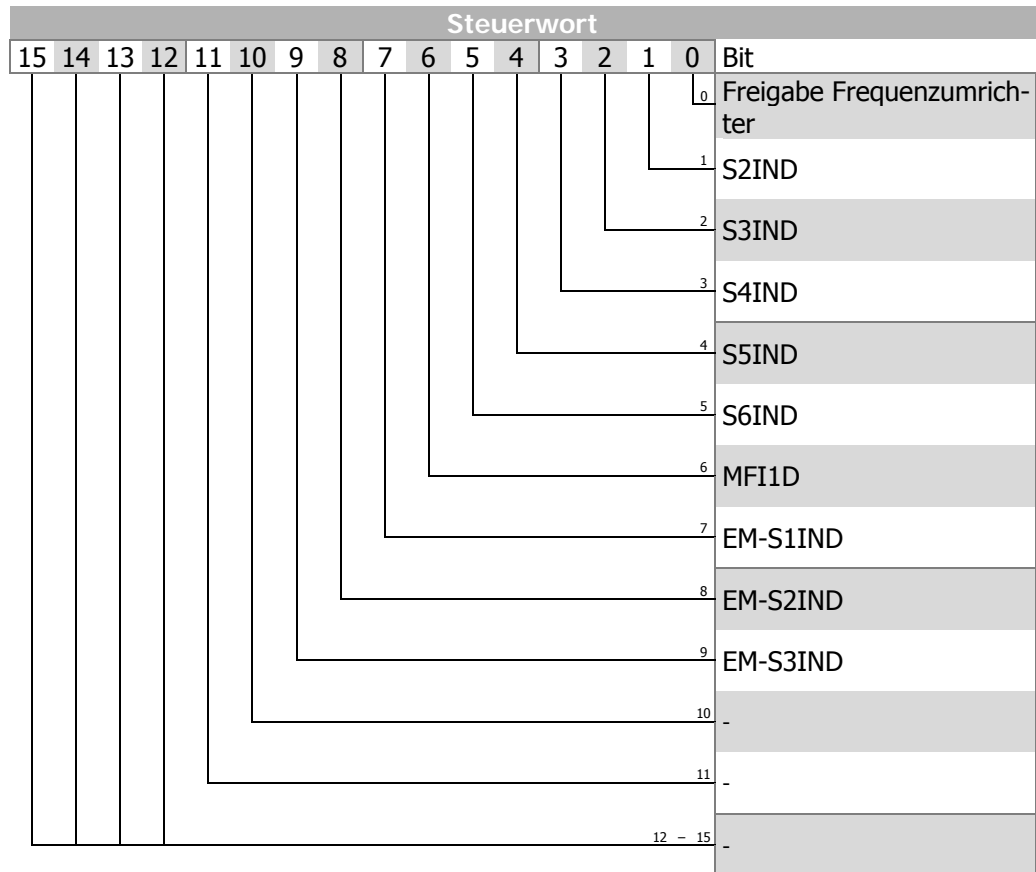 Steuerwort
15 14 13 12 11 10 9 8 7 6 5 4 3 2 1 0 Bit
0 Freigabe Frequenzumrich-
ter
1 S2IND
2 S3IND
3 S4IND
4 S5IND
5 S6IND
6 MFI1D
7 EM-S1IND
8 EM-S2IND
9 EM-S3IND
10 -
11 -
12 – 15 -